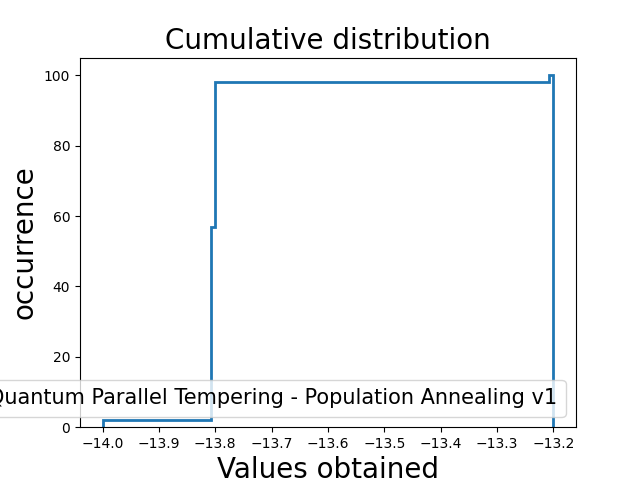 Cumulative distribution
occurrence
100
80
60
40
20
0
Quantum Parallel Tempering - Population Annealing v1
−14.0 −13.9 −13.8 −13.7 −13.6 −13.5 −13.4 −13.3 −13.2
Values obtained